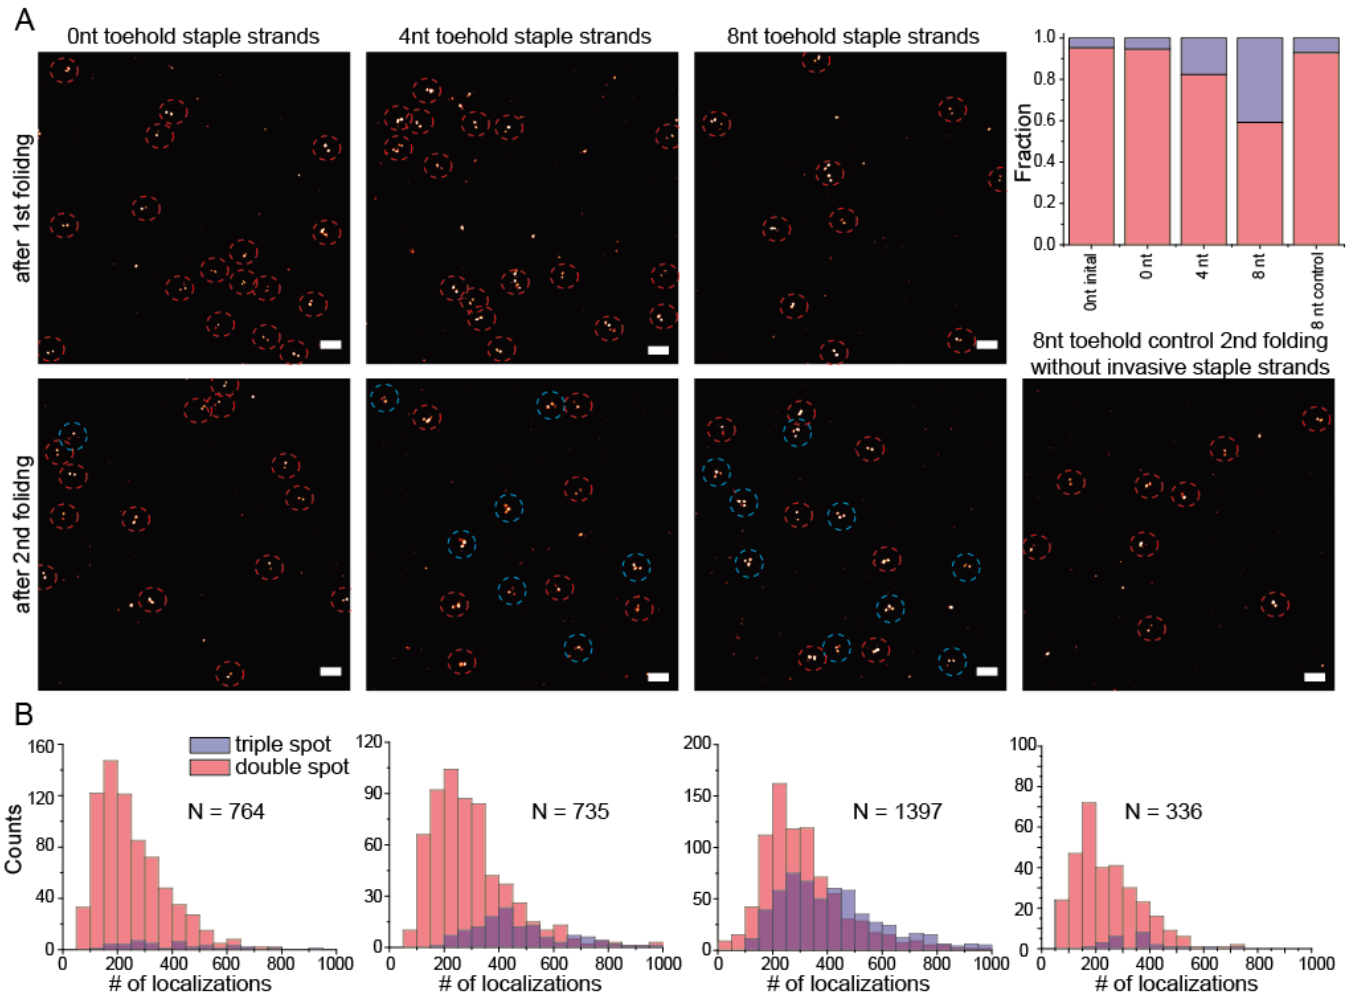 A
0nt toehold staple strands
4nt toehold staple strands
8nt toehold staple strands
after 1st folidng
1.0
0.8
0.6
0.4
0.2
0.0
Fraction
0nt inital
0 nt
4 nt
8 nt
8 nt control
8nt toehold control 2nd folding
without invasive staple strands
after 2nd folidng
B
160
120
80
40
0
Counts
triple spot
double spot
N = 764
0 200 400 600 800 1000
# of localizations
120
90
60
30
0
N = 735
0 200 400 600 800 1000
# of localizations
200
150
100
50
0
N = 1397
0 200 400 600 800 1000
# of localizations
100
80
60
40
20
0
N = 336
0 200 400 600 800 1000
# of localizations